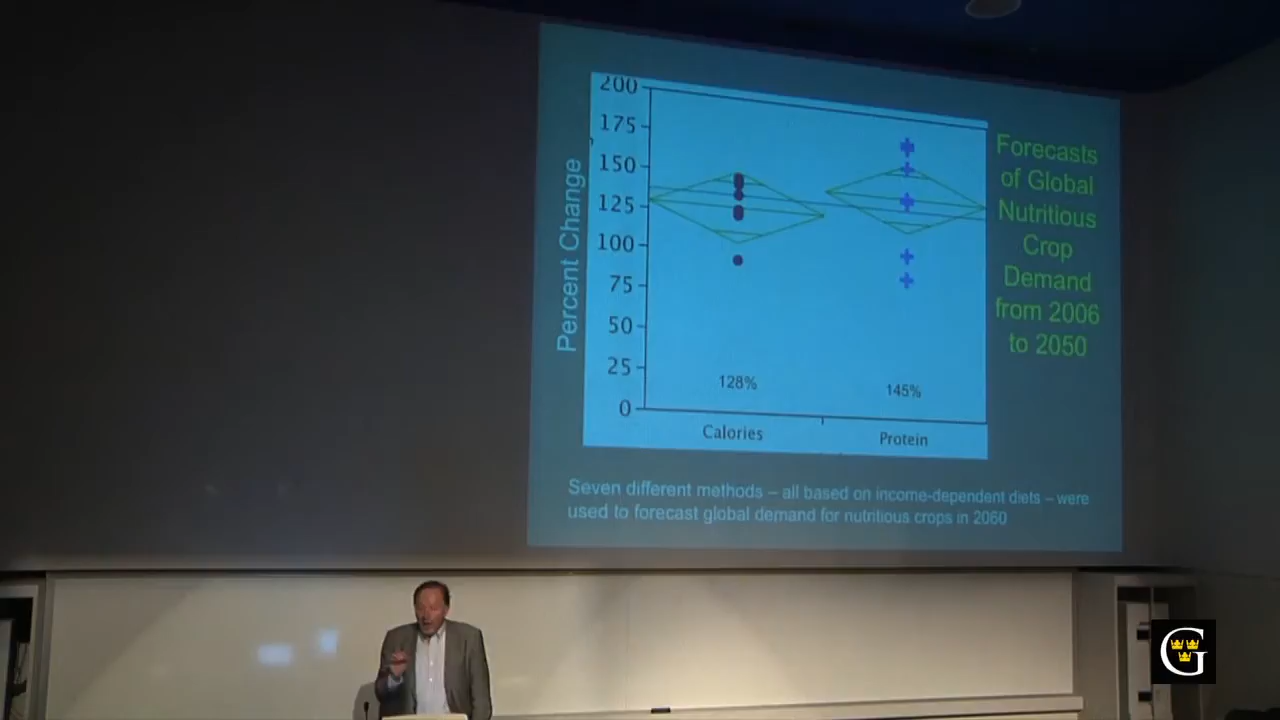 200
175
150
125
100
75
50
25
0
Percent Change
128%
145%
Calories
Protein
Forecasts
of Global
Nutritious
Crop
Demand
from 2006
to 2050
Seven different methods – all based on income-dependent diets – were
used to forecast global demand for nutritious crops in 2060
G